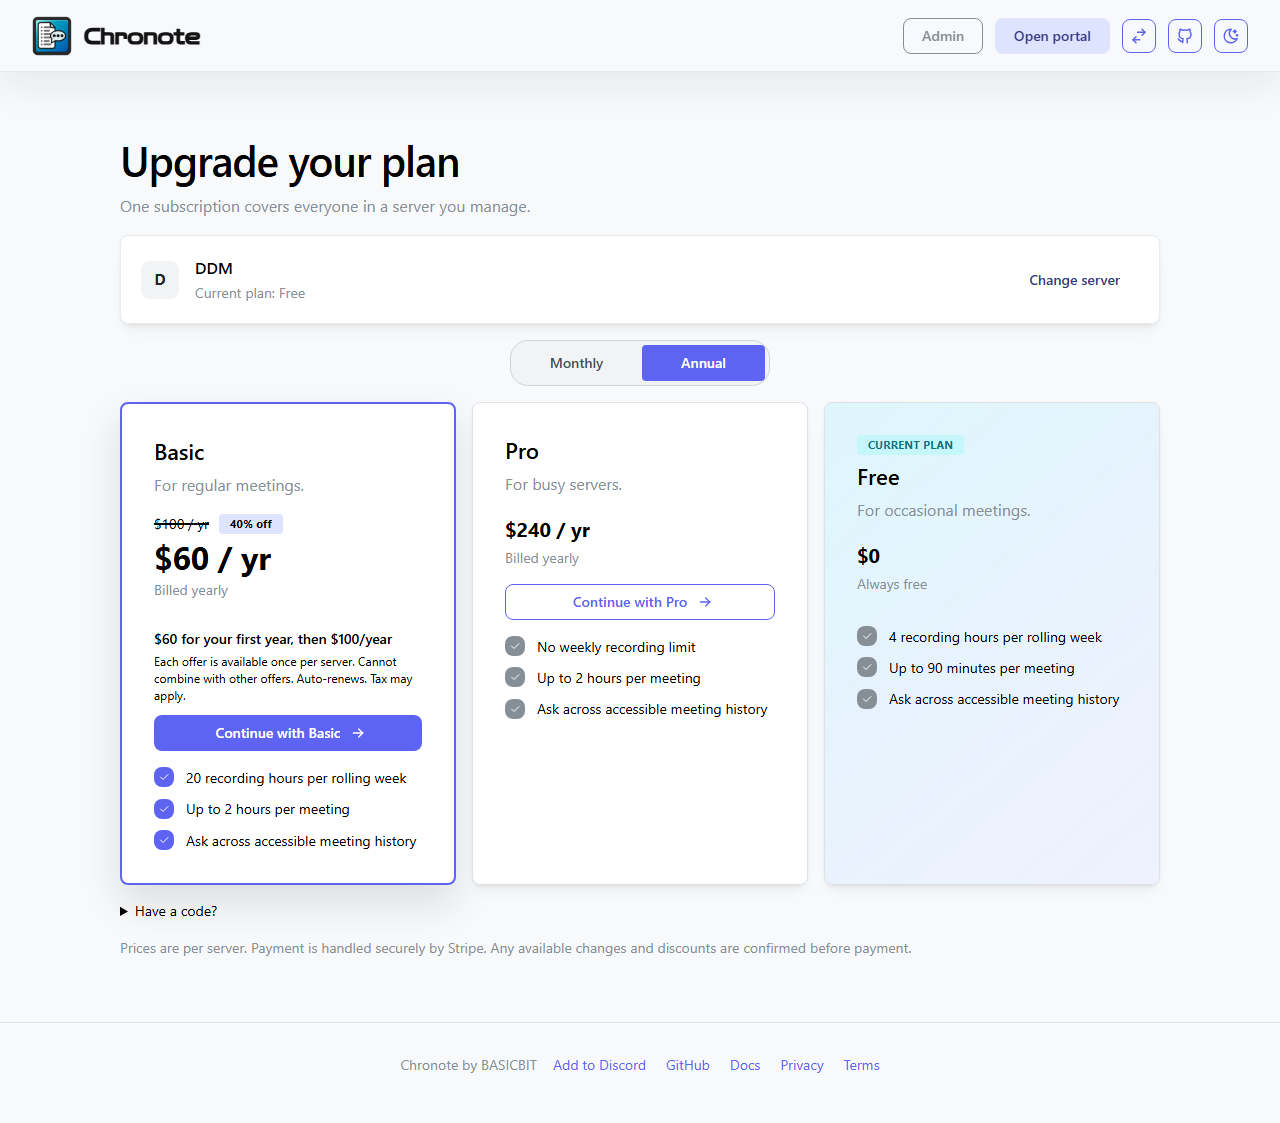 Chronote
Admin
Open portal
Upgrade your plan
One subscription covers everyone in a server you manage.
D
DDM
Current plan: Free
Change server
Monthly
Annual
Basic
For regular meetings.
$100 / yr
40% off
$60 / yr
Billed yearly
$60 for your first year, then $100/year
Each offer is available once per server. Cannot
combine with other offers. Auto-renews. Tax may
apply.
Continue with Basic →
20 recording hours per rolling week
Up to 2 hours per meeting
Ask across accessible meeting history
Pro
For busy servers.
$240 / yr
Billed yearly
Continue with Pro →
No weekly recording limit
Up to 2 hours per meeting
Ask across accessible meeting history
CURRENT PLAN
Free
For occasional meetings.
$0
Always free
4 recording hours per rolling week
Up to 90 minutes per meeting
Ask across accessible meeting history
Have a code?
Prices are per server. Payment is handled securely by Stripe. Any available changes and discounts are confirmed before payment.
Chronote by BASICBIT
Add to Discord
GitHub
Docs
Privacy
Terms